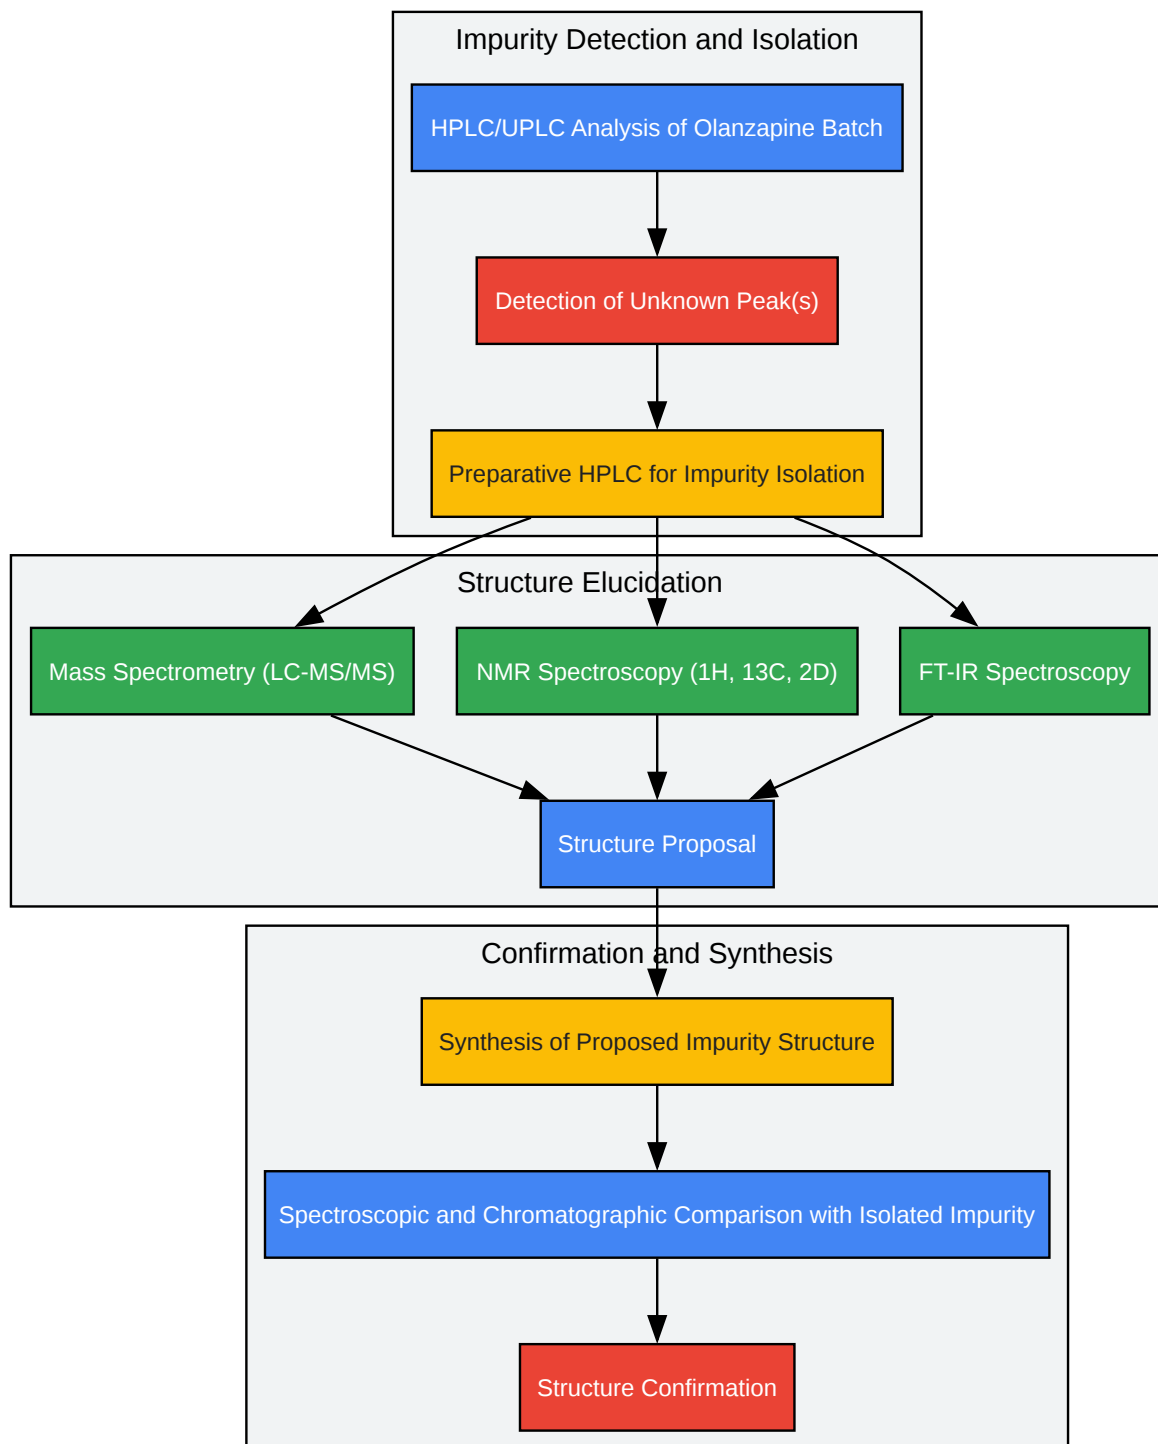 Impurity Detection and Isolation
HPLC/UPLC Analysis of Olanzapine Batch
Detection of Unknown Peak(s)
Preparative HPLC for Impurity Isolation
Structure Elucidation
Mass Spectrometry (LC-MS/MS)
NMR Spectroscopy (1H, 13C, 2D)
FT-IR Spectroscopy
Structure Proposal
Confirmation and Synthesis
Synthesis of Proposed Impurity Structure
Spectroscopic and Chromatographic Comparison with Isolated Impurity
Structure Confirmation